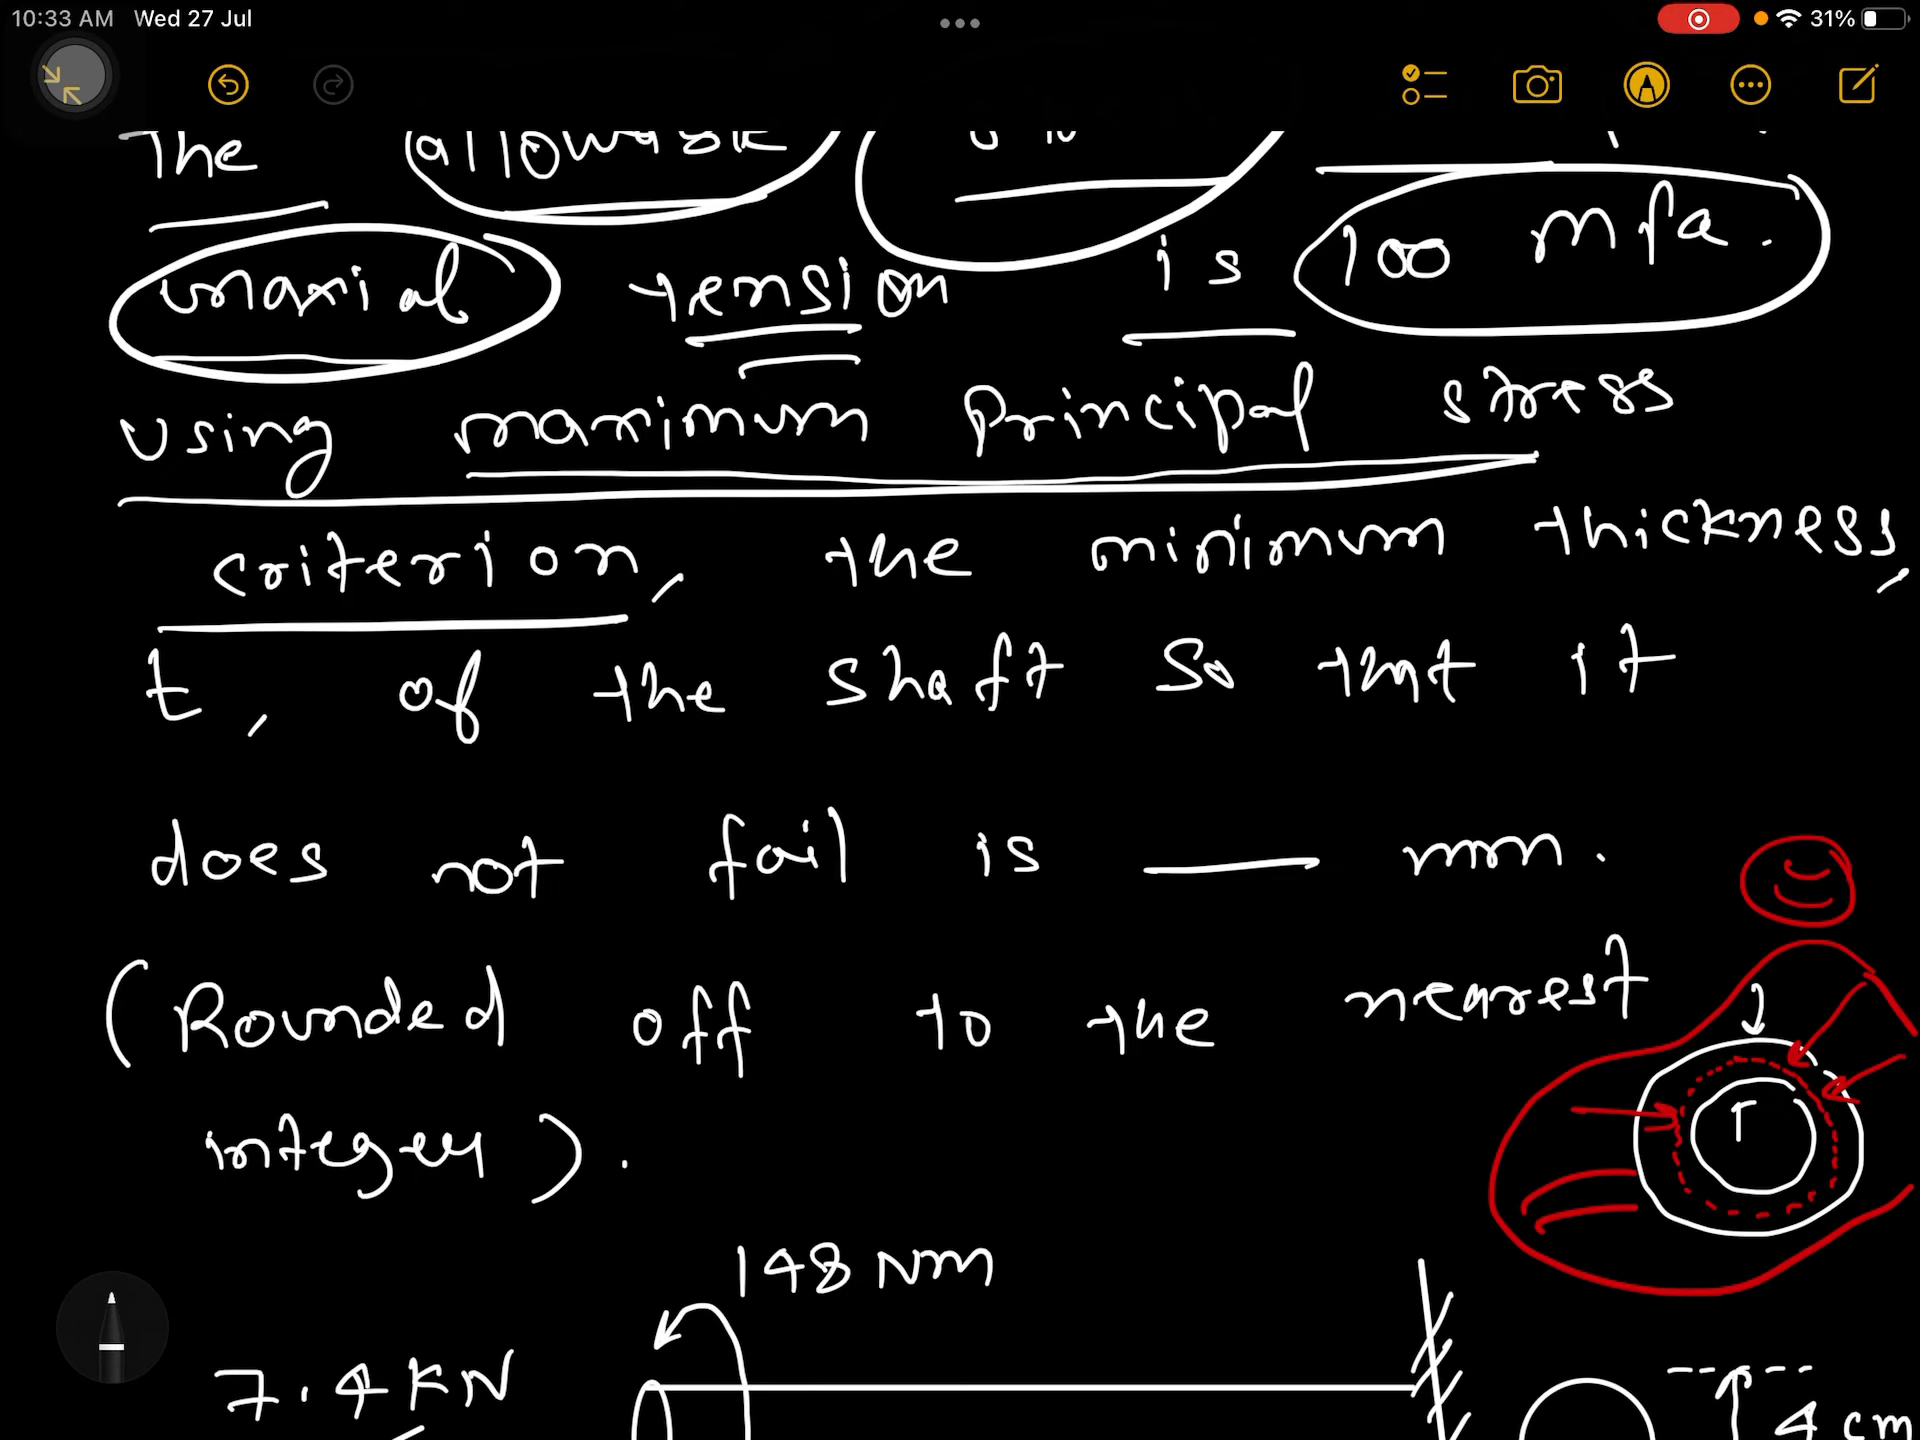 10:33 AM Wed 27 Jul
31%
The allowable
uniaxial tension is 100 MPa.
using maximum principal stress
criterion, the minimum thickness,
t, of the shaft so that it
does not fail is ___ mm.
(Rounded off to the nearest
integer).
148 Nm
7.4 KN
4 cm